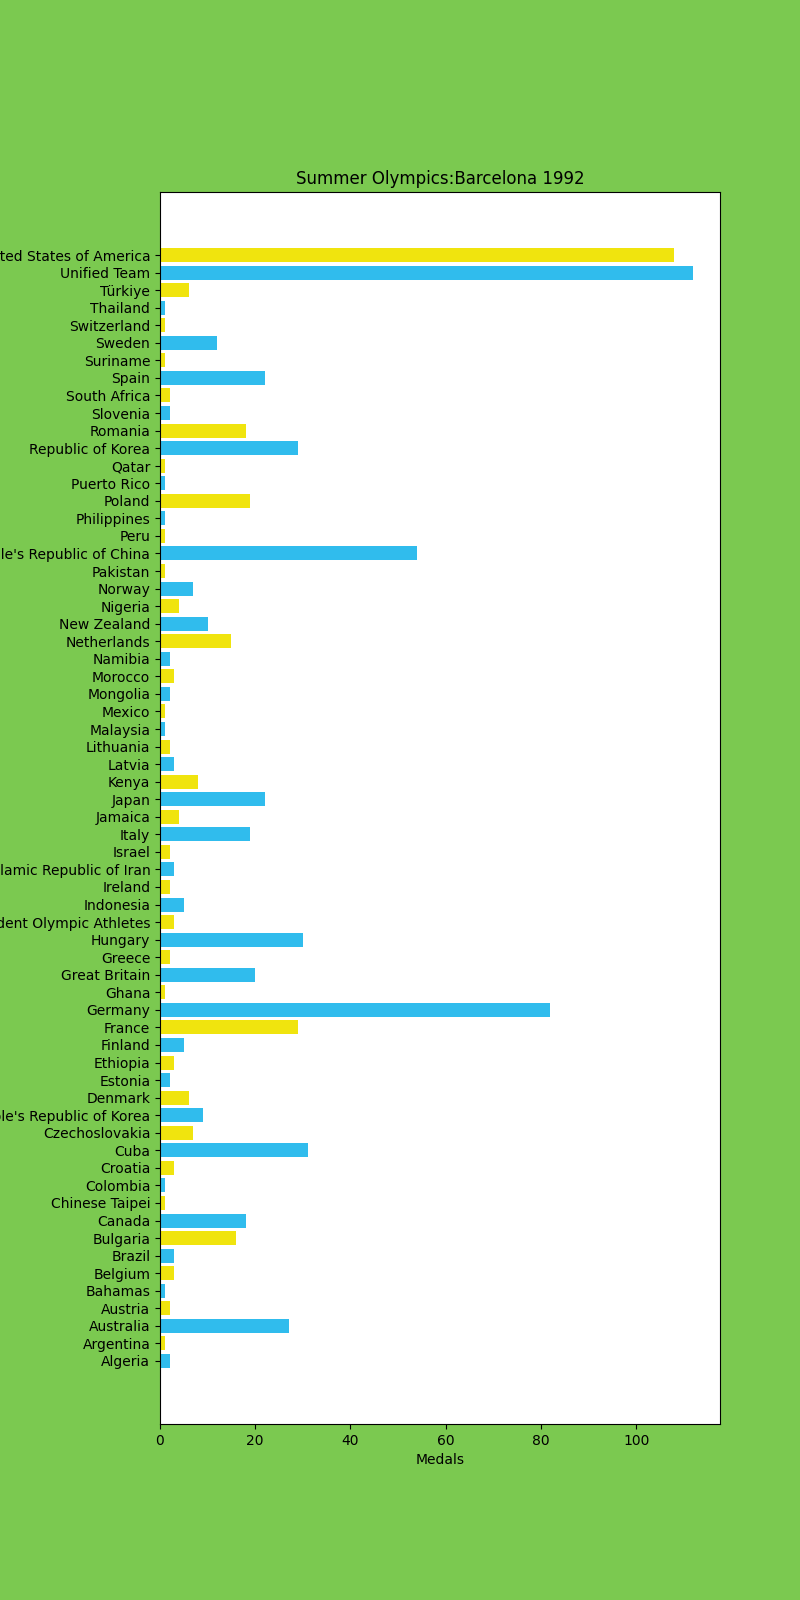 Summer Olympics:Barcelona 1992
ted States of America
Unified Team
Türkiye
Thailand
Switzerland
Sweden
Suriname
Spain
South Africa
Slovenia
Romania
Republic of Korea
Qatar
Puerto Rico
Poland
Philippines
Peru
le's Republic of China
Pakistan
Norway
Nigeria
New Zealand
Netherlands
Namibia
Morocco
Mongolia
Mexico
Malaysia
Lithuania
Latvia
Kenya
Japan
Jamaica
Italy
Israel
lamic Republic of Iran
Ireland
Indonesia
dent Olympic Athletes
Hungary
Greece
Great Britain
Ghana
Germany
France
Finland
Ethiopia
Estonia
Denmark
le's Republic of Korea
Czechoslovakia
Cuba
Croatia
Colombia
Chinese Taipei
Canada
Bulgaria
Brazil
Belgium
Bahamas
Austria
Australia
Argentina
Algeria
0 20 40 60 80 100
Medals